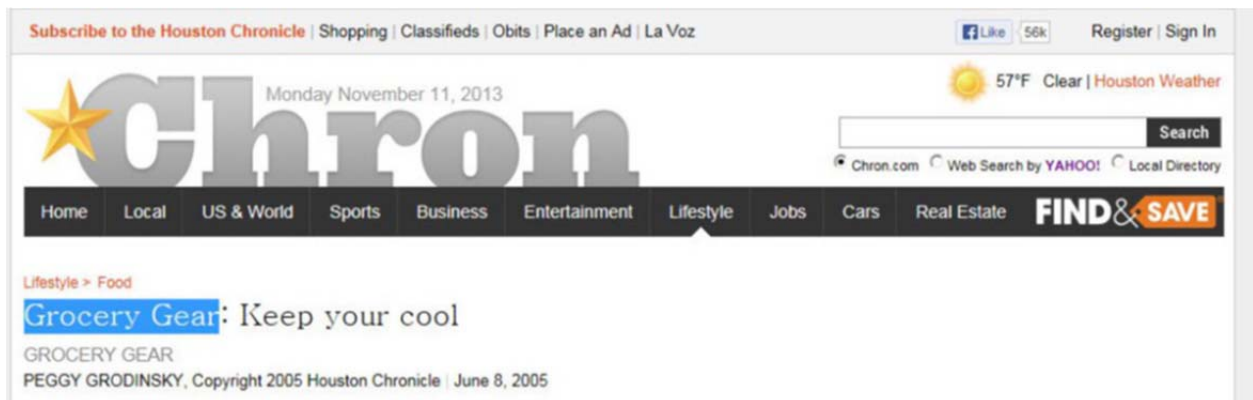 Subscribe to the Houston Chronicle | Shopping | Classifieds | Obits | Place an Ad | La Voz
Like 56k Register | Sign In
Chron
Monday November 11, 2013
57°F Clear | Houston Weather
Search
Chron.com Web Search by YAHOO! Local Directory
Home Local US & World Sports Business Entertainment Lifestyle Jobs Cars Real Estate FIND & SAVE
Lifestyle > Food
Grocery Gear: Keep your cool
GROCERY GEAR
PEGGY GRODINSKY, Copyright 2005 Houston Chronicle | June 8, 2005